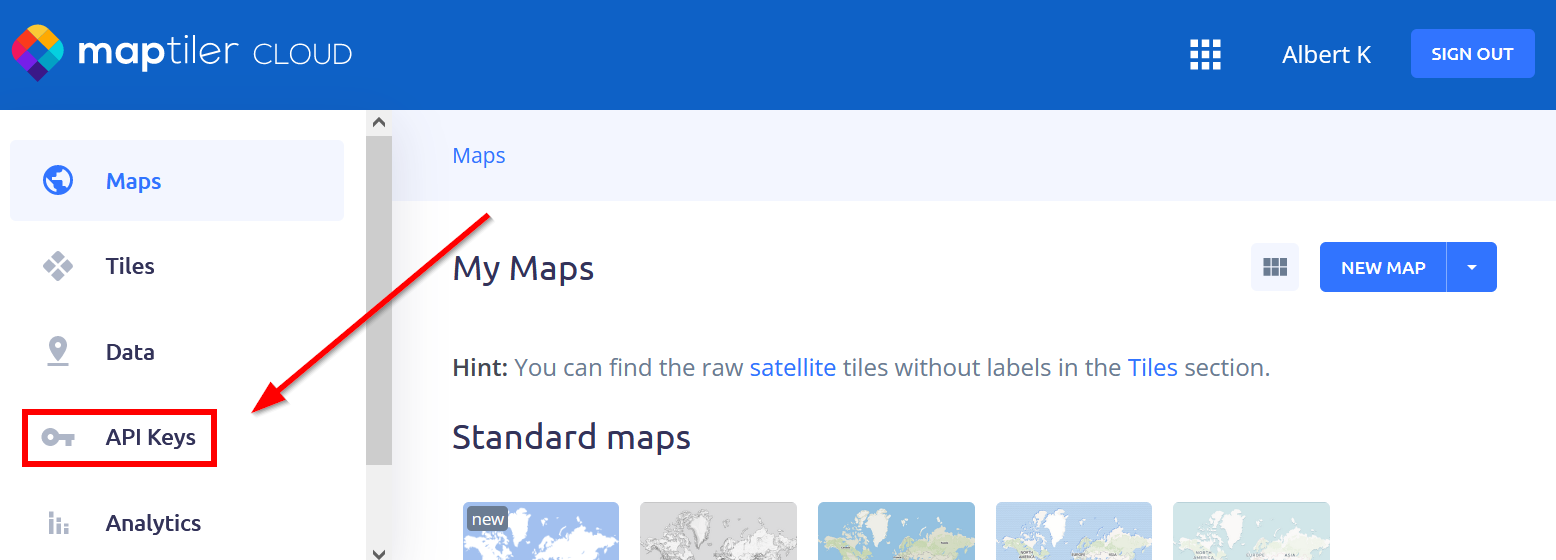 maptiler CLOUD
Albert K
SIGN OUT
Maps
Tiles
Data
API Keys
Analytics
Maps
My Maps
NEW MAP
Hint: You can find the raw satellite tiles without labels in the Tiles section.
Standard maps
new